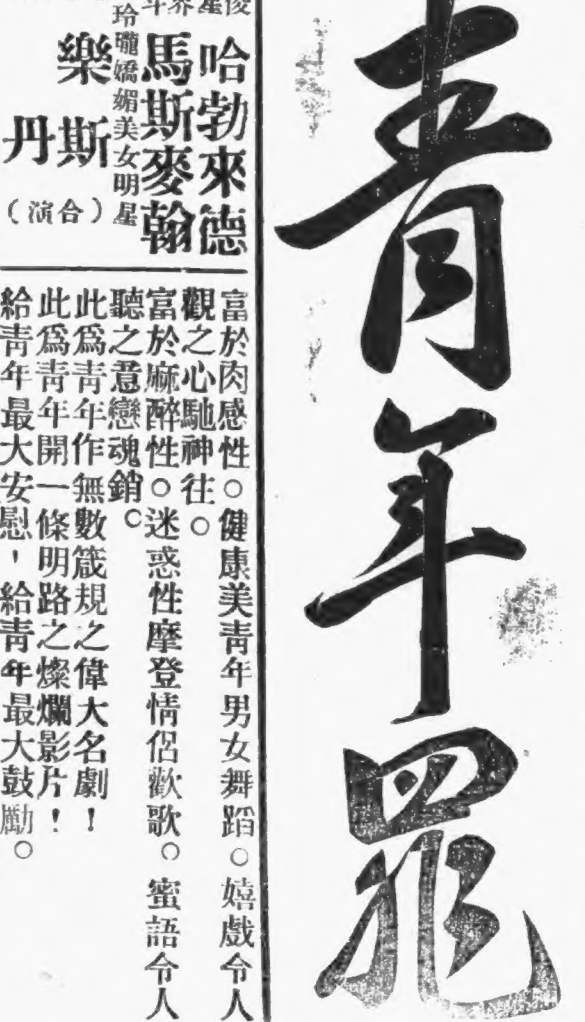 青年罪
哈勃來德
馬斯麥翰
玲瓏嬌媚美女明星
樂斯
丹
（合演）
富於肉感性。健康美青年男女舞蹈。嬉戲令人
觀之心馳神往。
富於麻醉性。迷惑性摩登情侶歡歌。蜜語令人
聽之意戀魂銷。
此爲青年作無數箴規之偉大名劇！
此爲青年開一條明路之燦爛影片！
給青年最大安慰，給青年最大鼓勵。